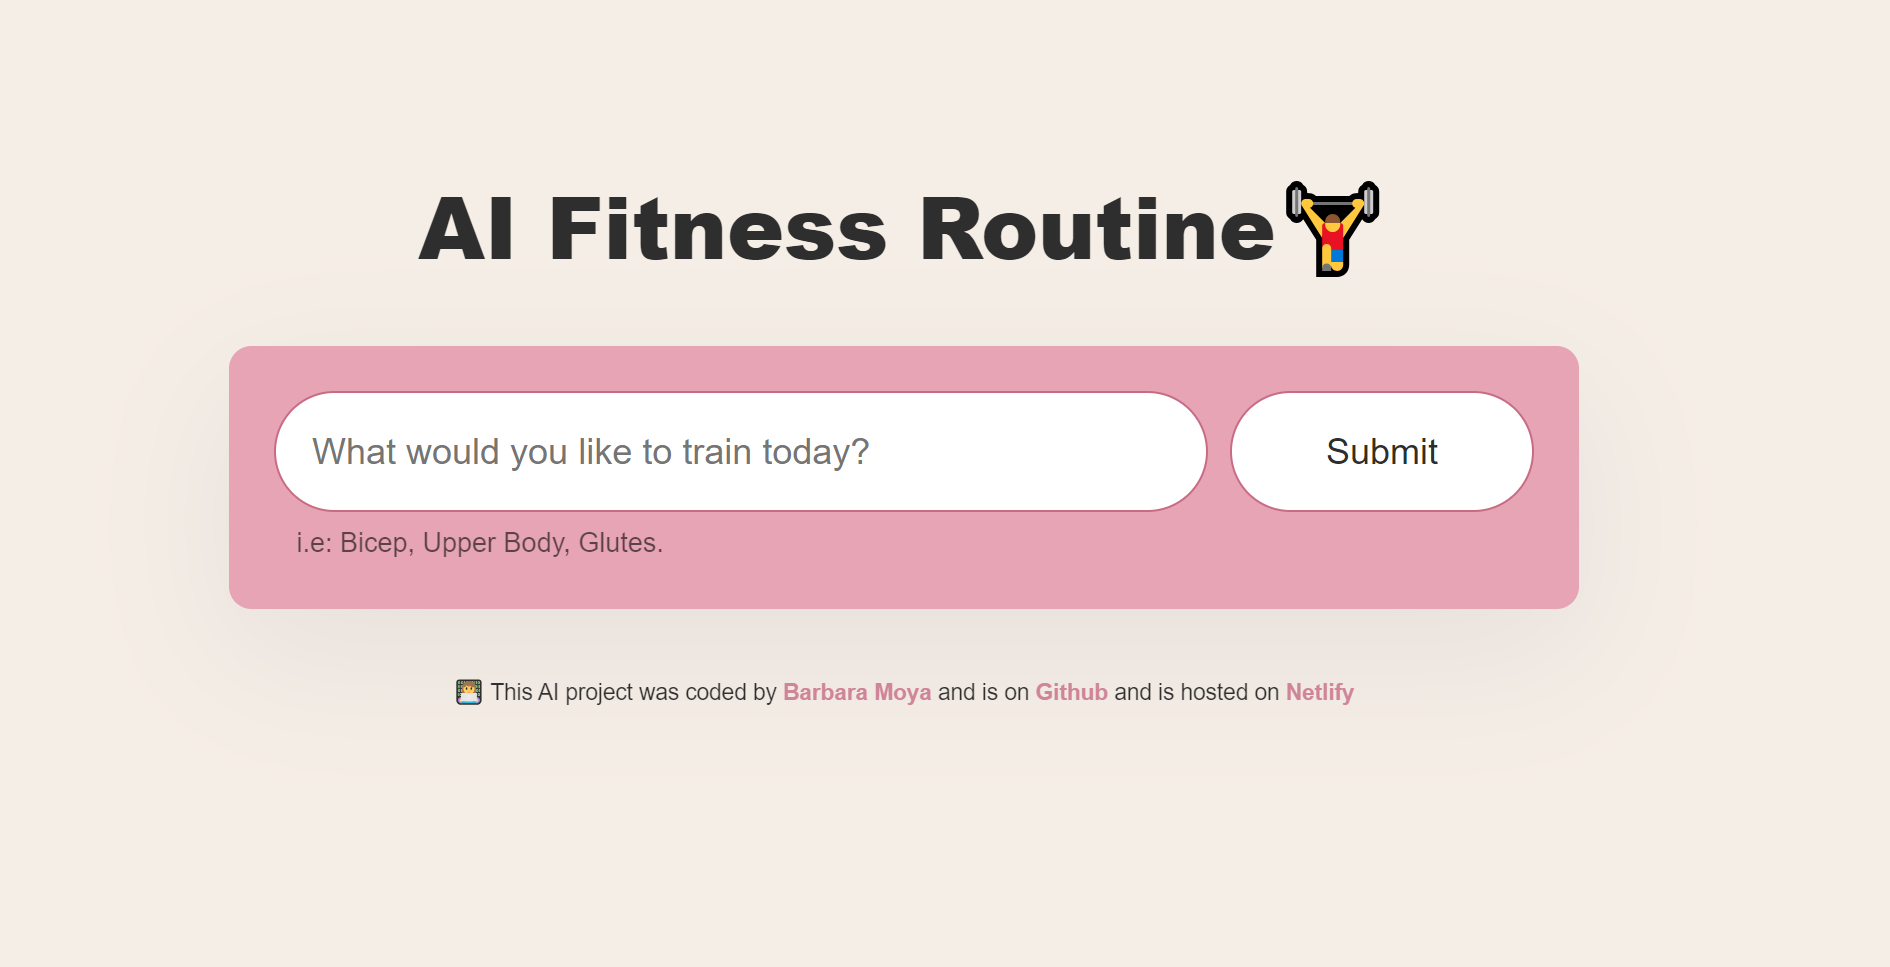 AI Fitness Routine🏋️
What would you like to train today?
Submit
i.e: Bicep, Upper Body, Glutes.
👩‍💻 This AI project was coded by Barbara Moya and is on Github and is hosted on Netlify